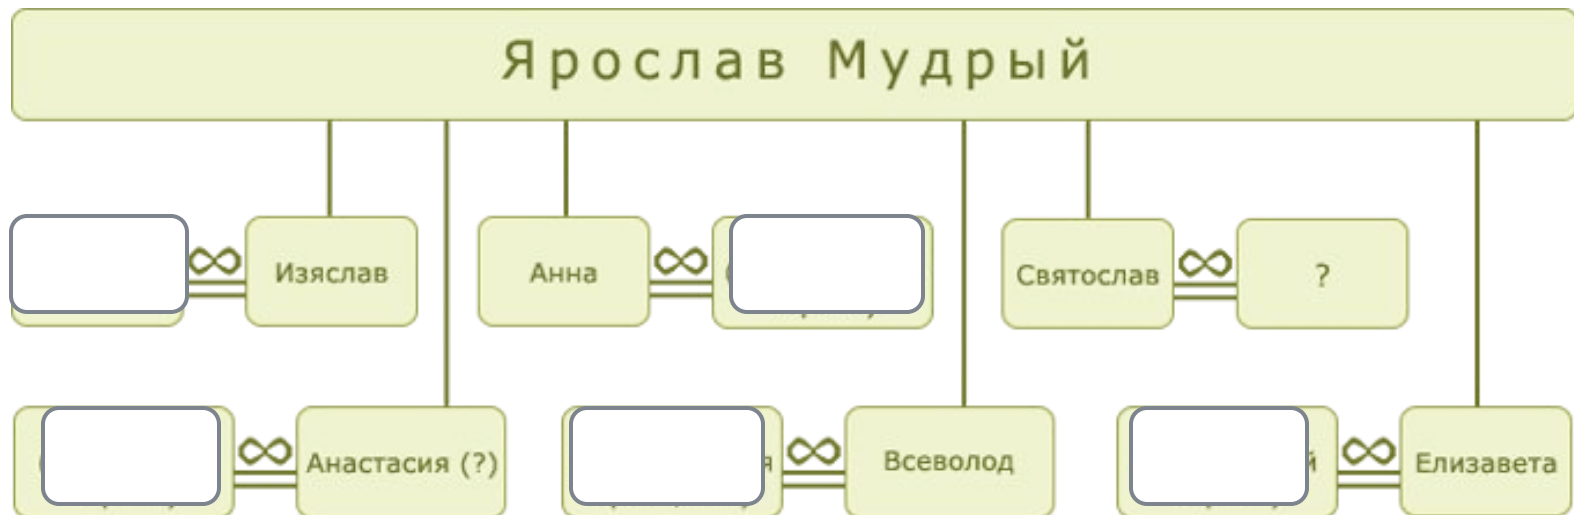 Ярослав Мудрый
Изяслав
Анна
Святослав
?
Анастасия (?)
я
Всеволод
й
Елизавета